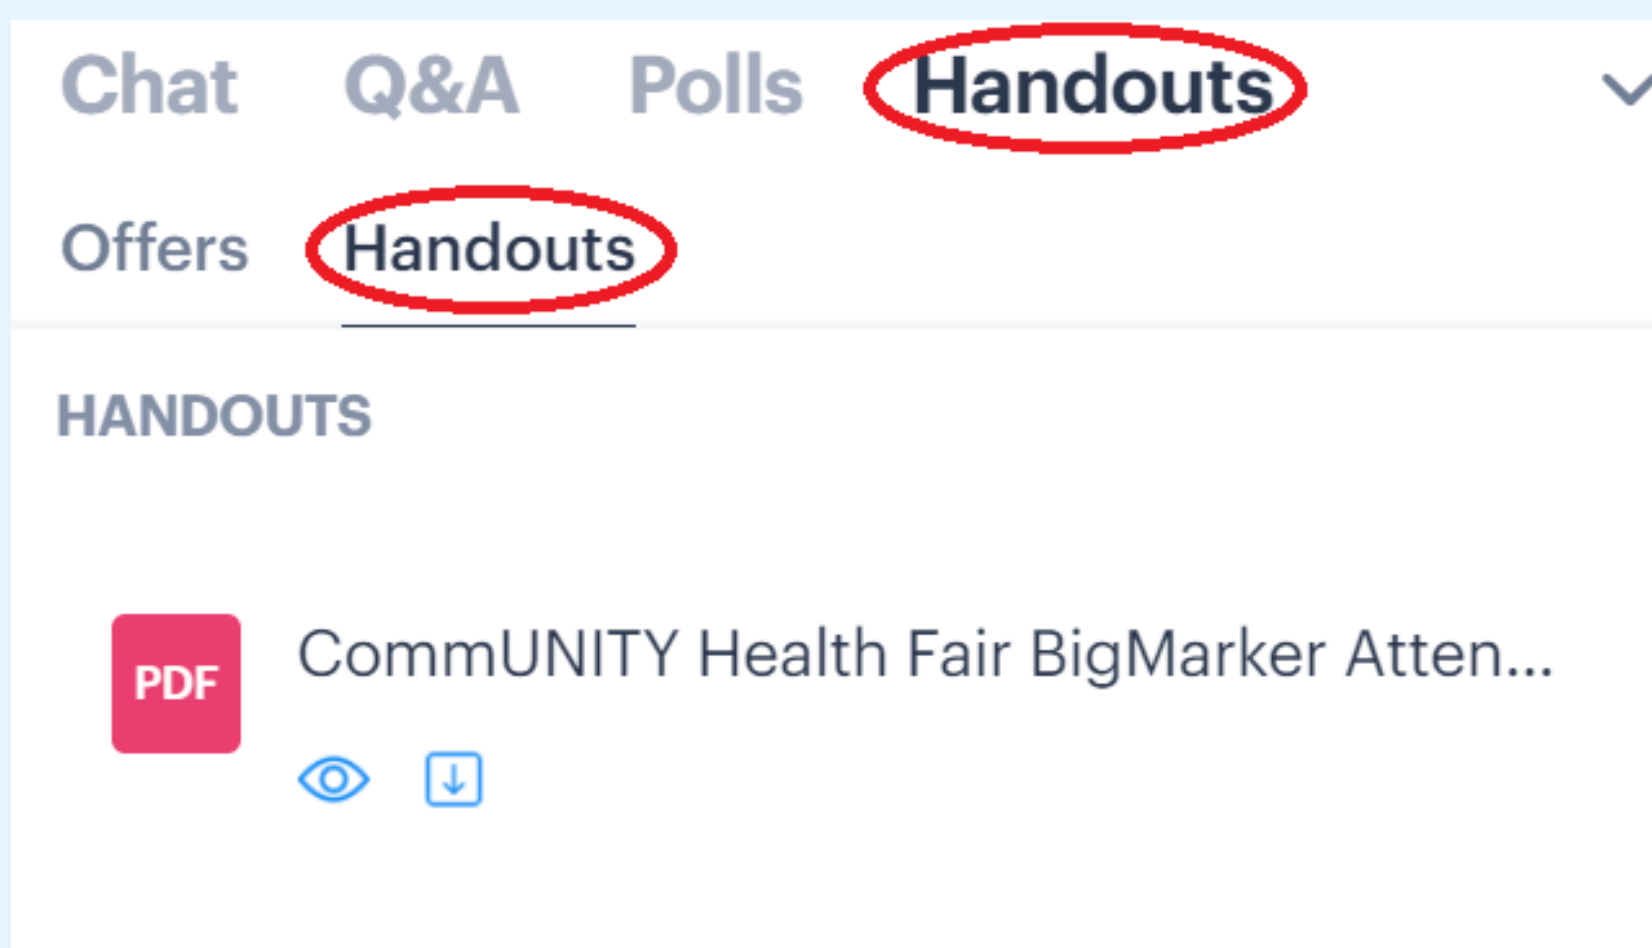 Chat Q&A Polls Handouts
Offers Handouts
HANDOUTS
PDF CommUNITY Health Fair BigMarker Atten...